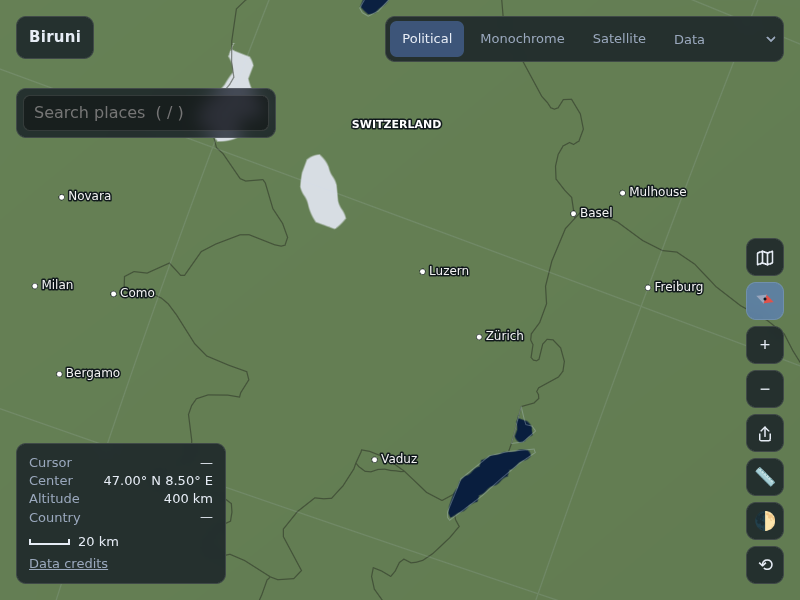 Biruni
Political
Monochrome
Satellite
Data
Search places ( / )
SWITZERLAND
Novara
Mulhouse
Basel
Milan
Como
Luzern
Freiburg
Zürich
Bergamo
Vaduz
Cursor —
Center 47.00° N 8.50° E
Altitude 400 km
Country —
20 km
Data credits
+
−